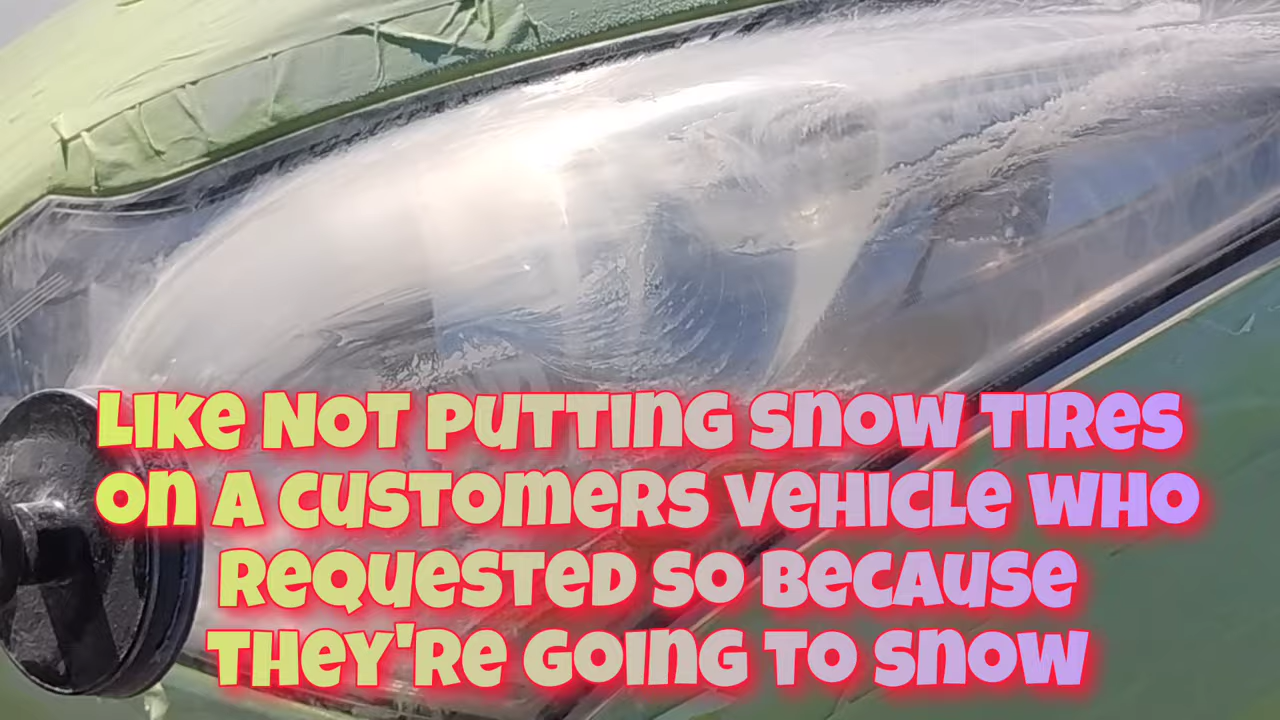 LIKE NOT PUTTING SNOW TIRES
ON A CUSTOMERS VEHICLE WHO
REQUESTED SO BECAUSE
THEY'RE GOING TO SNOW